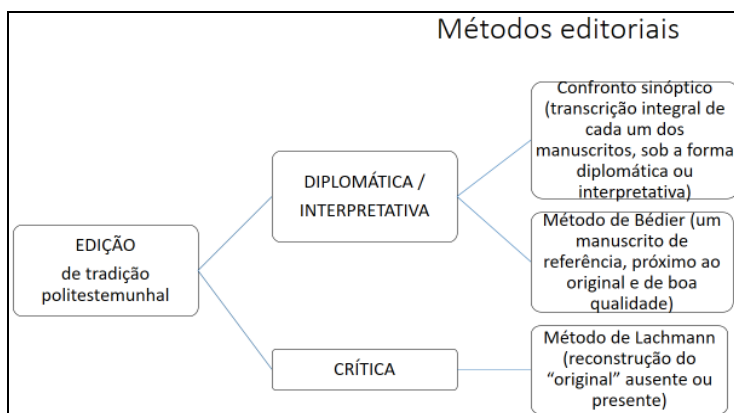 Métodos editoriais
EDIÇÃO
de tradição
politestemunhal
DIPLOMÁTICA /
INTERPRETATIVA
Confronto sinóptico
(transcrição integral de
cada um dos
manuscritos, sob a forma
diplomática ou
interpretativa)
Método de Bédier (um
manuscrito de
referência, próximo ao
original e de boa
qualidade)
CRÍTICA
Método de Lachmann
(reconstrução do
“original” ausente ou
presente)